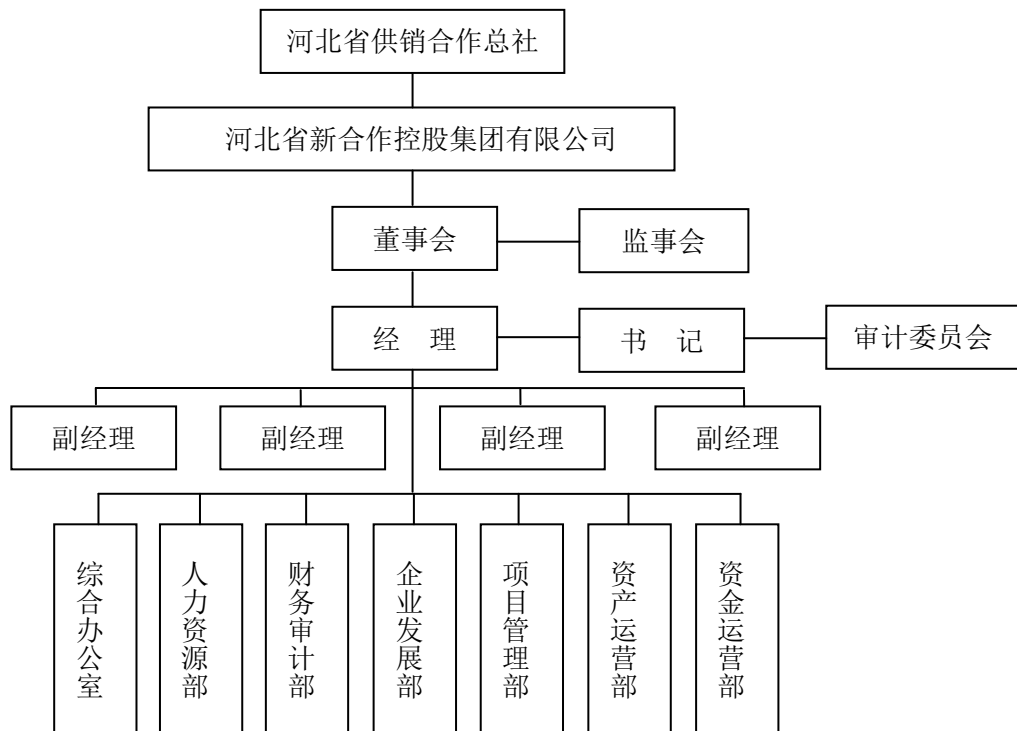 河北省供销合作总社
河北省新合作控股集团有限公司
董事会
监事会
经 理
书 记
审计委员会
副经理
副经理
副经理
副经理
综合办公室
人力资源部
财务审计部
企业发展部
项目管理部
资产运营部
资金运营部